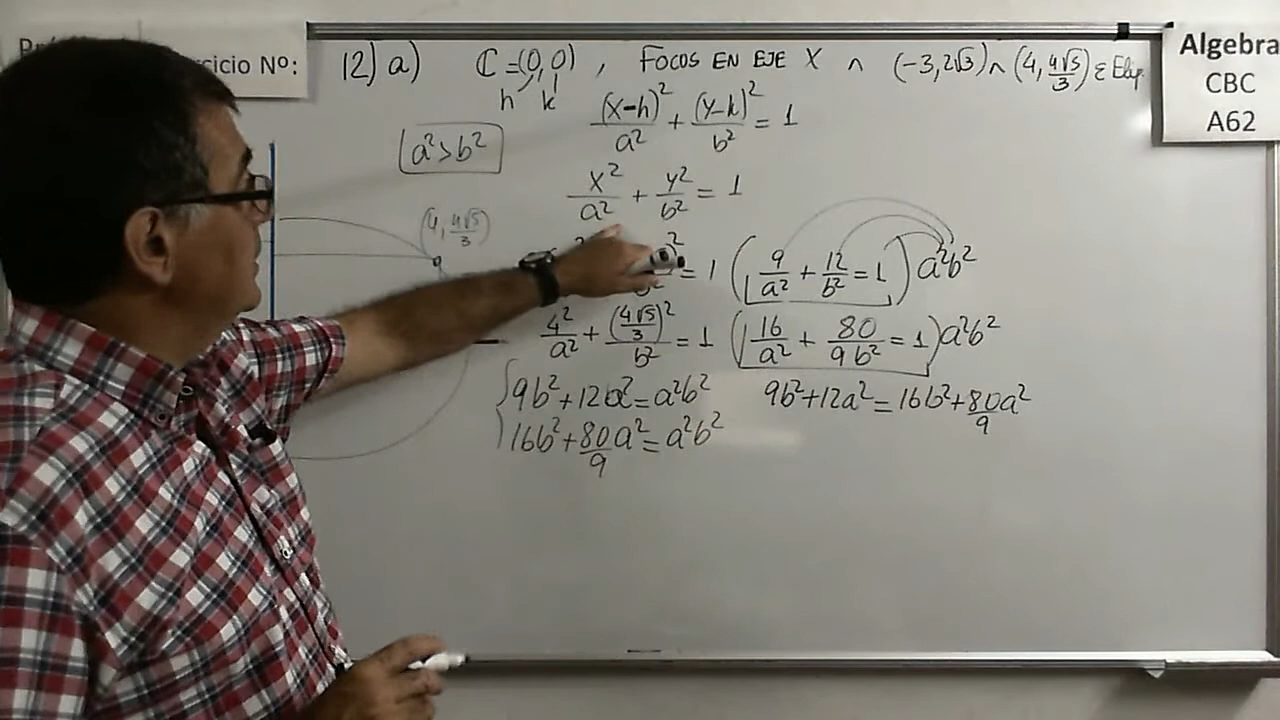 rcicio Nº:
12) a) C = (0, 0) , FOCOS EN EJE X ∧ (-3, 2√3) ∧ (4, 4√5/3) ε Elip.
h k
(x-h)²/a² + (y-k)²/b² = 1
a² > b²
x²/a² + y²/b² = 1
(4, 4√5/3)
= 1 (9/a² + 12/b² = 1) a²b²
4²/a² + (4√5/3)²/b² = 1 (16/a² + 80/9b² = 1) a²b²
9b² + 12a² = a²b² 9b² + 12a² = 16b² + 80/9 a²
16b² + 80/9 a² = a²b²
Algebra
CBC
A62